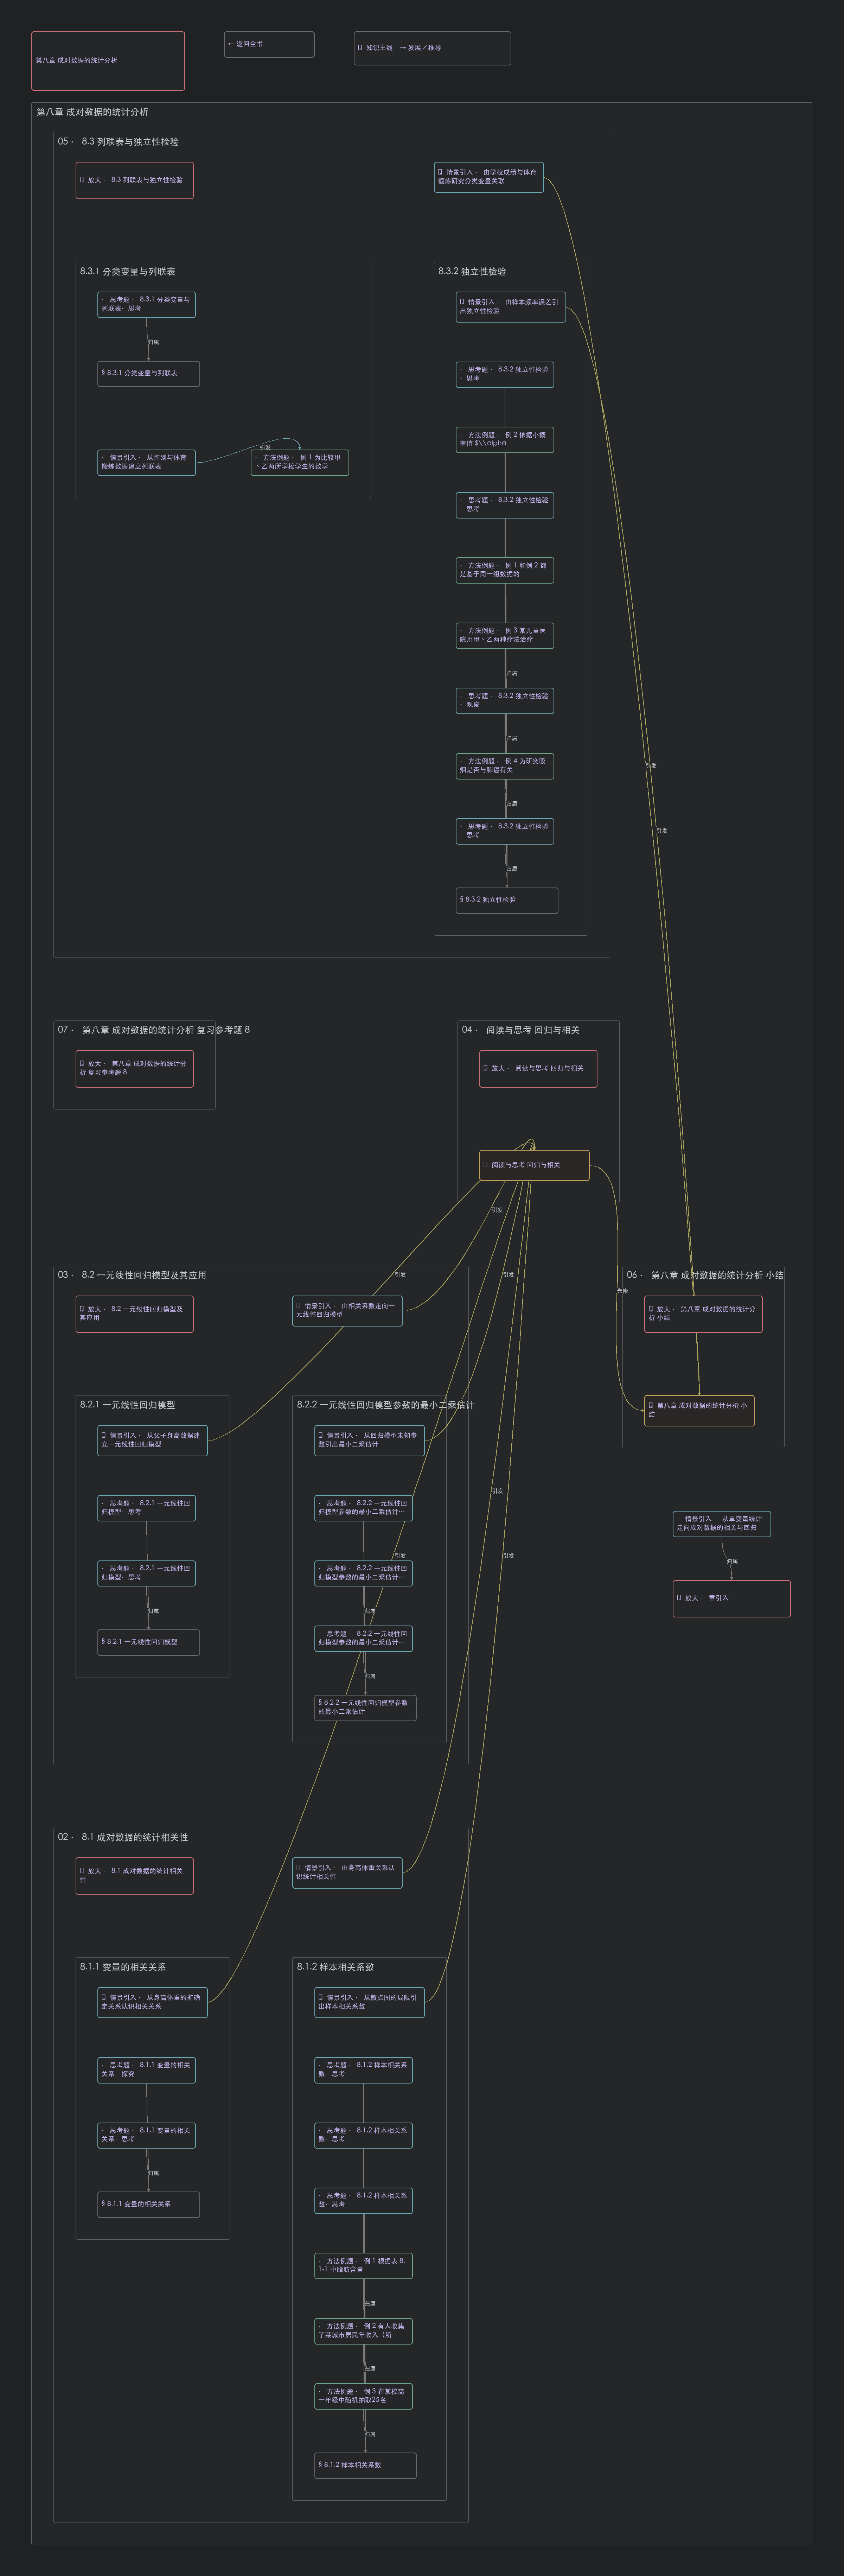 第八章 成对数据的统计分析
← 返回全书
知识主线 → 发展／推导
第八章 成对数据的统计分析
05 · 8.3 列联表与独立性检验
放大 · 8.3 列联表与独立性检验
情景引入 · 由学校成绩与体育
锻炼研究分类变量关联
8.3.1 分类变量与列联表
· 思考题 · 8.3.1 分类变量与
列联表· 思考
归属
§ 8.3.1 分类变量与列联表
· 情景引入 · 从性别与体育
锻炼数据建立列联表
引发
· 方法例题 · 例 1 为比较甲
、乙两所学校学生的数学
8.3.2 独立性检验
情景引入 · 由样本频率误差引
出独立性检验
· 思考题 · 8.3.2 独立性检验
· 思考
· 方法例题 · 例 2 依据小概
率值 $\\alpha
· 思考题 · 8.3.2 独立性检验
· 思考
· 方法例题 · 例 1 和例 2 都
是基于同一组数据的
· 方法例题 · 例 3 某儿童医
院用甲、乙两种疗法治疗
归属
· 思考题 · 8.3.2 独立性检验
· 观察
归属
· 方法例题 · 例 4 为研究吸
烟是否与肺癌有关
归属
· 思考题 · 8.3.2 独立性检验
· 思考
归属
§ 8.3.2 独立性检验
引发
引发
07 · 第八章 成对数据的统计分析 复习参考题 8
放大 · 第八章 成对数据的统计分
析 复习参考题 8
04 · 阅读与思考 回归与相关
放大 · 阅读与思考 回归与相关
阅读与思考 回归与相关
引发
引发
引发
先修
06 · 第八章 成对数据的统计分析 小结
放大 · 第八章 成对数据的统计分
析 小结
第八章 成对数据的统计分析 小
结
03 · 8.2 一元线性回归模型及其应用
放大 · 8.2 一元线性回归模型及
其应用
情景引入 · 由相关系数走向一
元线性回归模型
8.2.1 一元线性回归模型
情景引入 · 从父子身高数据建
立一元线性回归模型
· 思考题 · 8.2.1 一元线性回
归模型· 思考
· 思考题 · 8.2.1 一元线性回
归模型· 思考
归属
§ 8.2.1 一元线性回归模型
8.2.2 一元线性回归模型参数的最小二乘估计
情景引入 · 从回归模型未知参
数引出最小二乘估计
· 思考题 · 8.2.2 一元线性回
归模型参数的最小二乘估计…
引发
· 思考题 · 8.2.2 一元线性回
归模型参数的最小二乘估计…
归属
· 思考题 · 8.2.2 一元线性回
归模型参数的最小二乘估计…
归属
§ 8.2.2 一元线性回归模型参数
的最小二乘估计
引发
引发
· 情景引入 · 从单变量统计
走向成对数据的相关与回归
归属
放大 · 章引入
02 · 8.1 成对数据的统计相关性
放大 · 8.1 成对数据的统计相关
性
情景引入 · 由身高体重关系认
识统计相关性
8.1.1 变量的相关关系
情景引入 · 从身高体重的非确
定关系认识相关关系
· 思考题 · 8.1.1 变量的相关
关系· 探究
· 思考题 · 8.1.1 变量的相关
关系· 思考
归属
§ 8.1.1 变量的相关关系
8.1.2 样本相关系数
情景引入 · 从散点图的局限引
出样本相关系数
· 思考题 · 8.1.2 样本相关系
数· 思考
· 思考题 · 8.1.2 样本相关系
数· 思考
· 思考题 · 8.1.2 样本相关系
数· 思考
· 方法例题 · 例 1 根据表 8.
1-1 中脂肪含量
归属
· 方法例题 · 例 2 有人收集
了某城市居民年收入（所
归属
· 方法例题 · 例 3 在某校高
一年级中随机抽取25名
归属
§ 8.1.2 样本相关系数